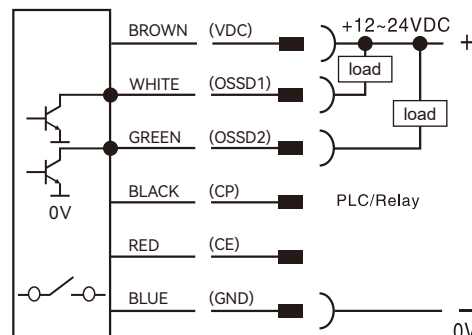 BROWN (VDC) +12~24VDC +
load
WHITE (OSSD1)
load
GREEN (OSSD2)
BLACK (CP) PLC/Relay
0V
RED (CE)
BLUE (GND)
0V